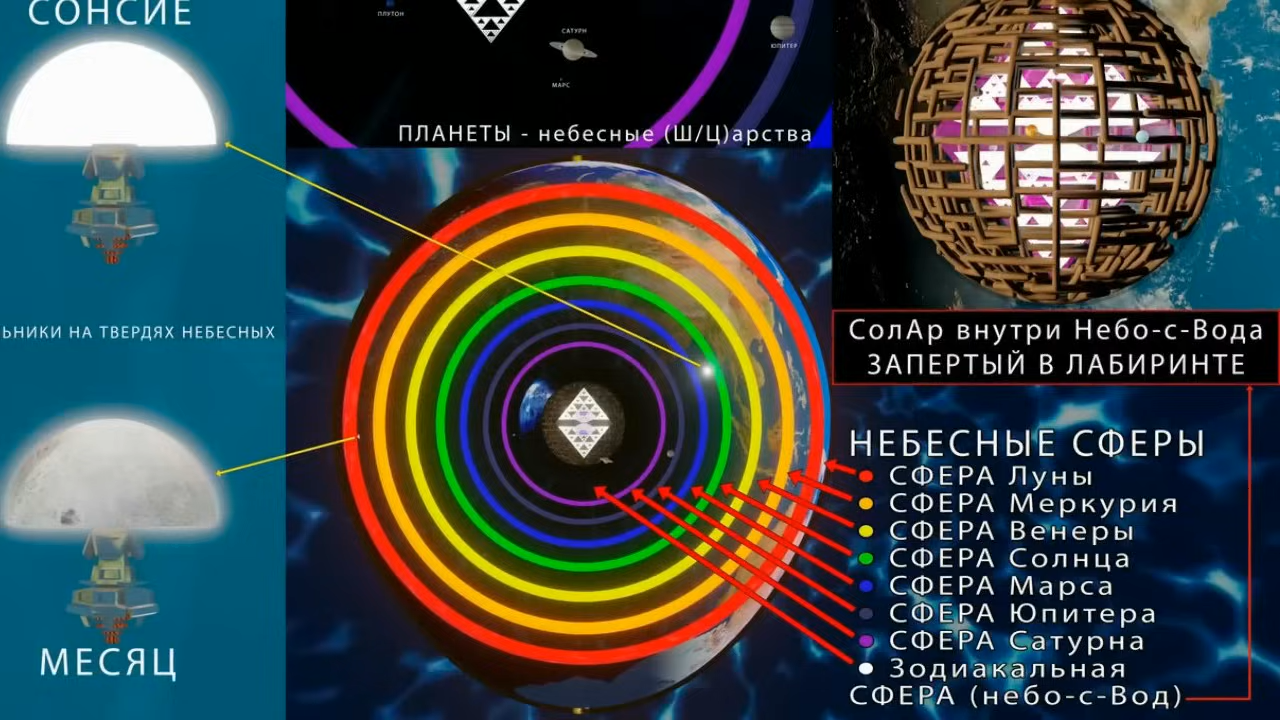 СОНСИЕ
ПЛУТОН
САТУРН
МАРС
ЮПИТЕР
ПЛАНЕТЫ - небесные (Ш/Ц)арства
ЬНИКИ НА ТВЕРДЯХ НЕБЕСНЫХ
МЕСЯЦ
СолАр внутри Небо-с-Вода
ЗАПЕРТЫЙ В ЛАБИРИНТЕ
НЕБЕСНЫЕ СФЕРЫ
СФЕРА Луны
СФЕРА Меркурия
СФЕРА Венеры
СФЕРА Солнца
СФЕРА Марса
СФЕРА Юпитера
СФЕРА Сатурна
Зодиакальная
СФЕРА (небо-с-Вод)